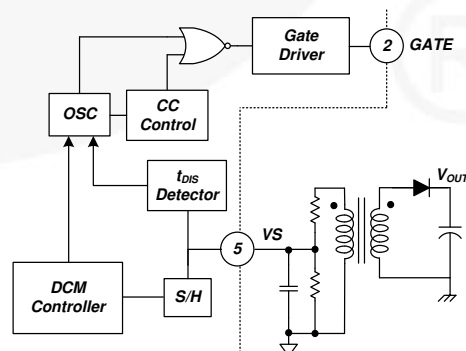 Gate
Driver
2
GATE
OSC
CC
Control
tDIS
Detector
VOUT
5
VS
DCM
Controller
S/H